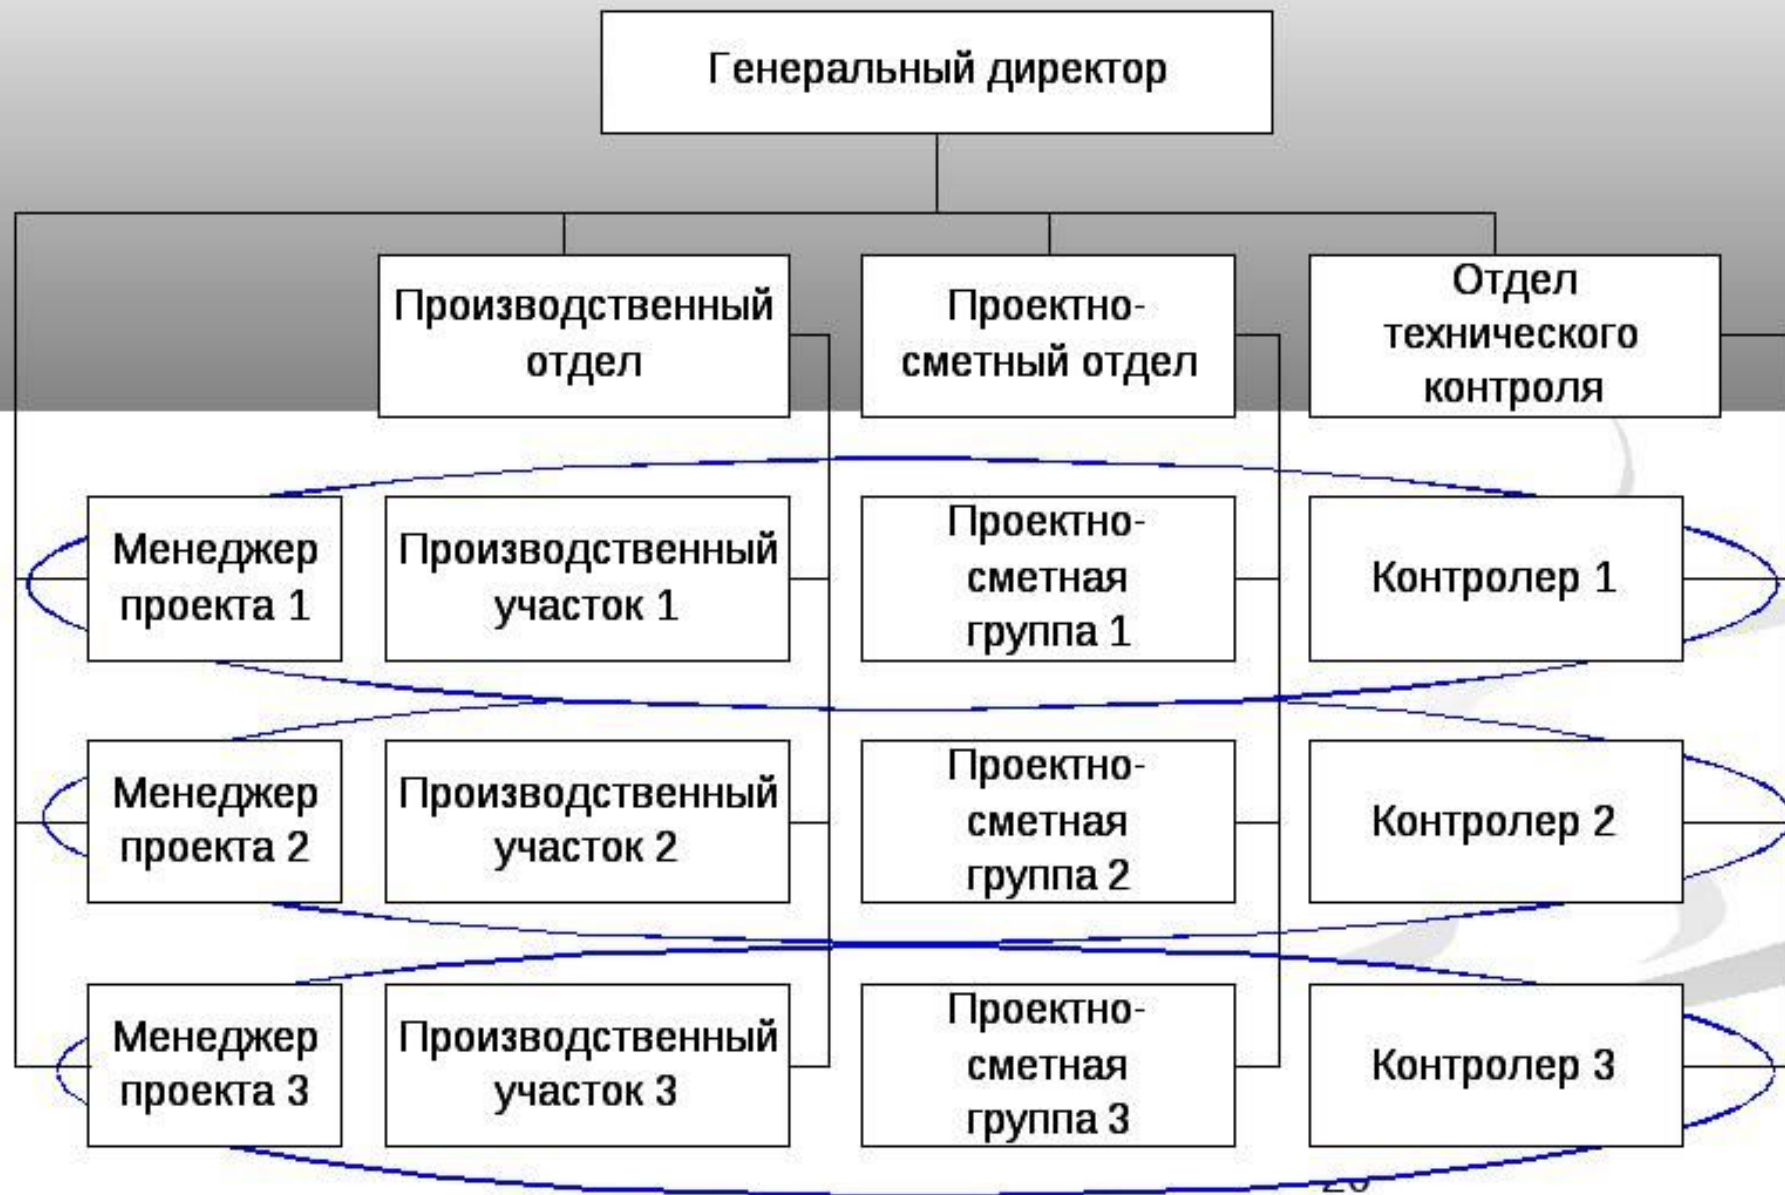 Генеральный директор
Производственный
отдел
Проектно-
сметный отдел
Отдел
технического
контроля
Менеджер
проекта 1
Производственный
участок 1
Проектно-
сметная
группа 1
Контролер 1
Менеджер
проекта 2
Производственный
участок 2
Проектно-
сметная
группа 2
Контролер 2
Менеджер
проекта 3
Производственный
участок 3
Проектно-
сметная
группа 3
Контролер 3